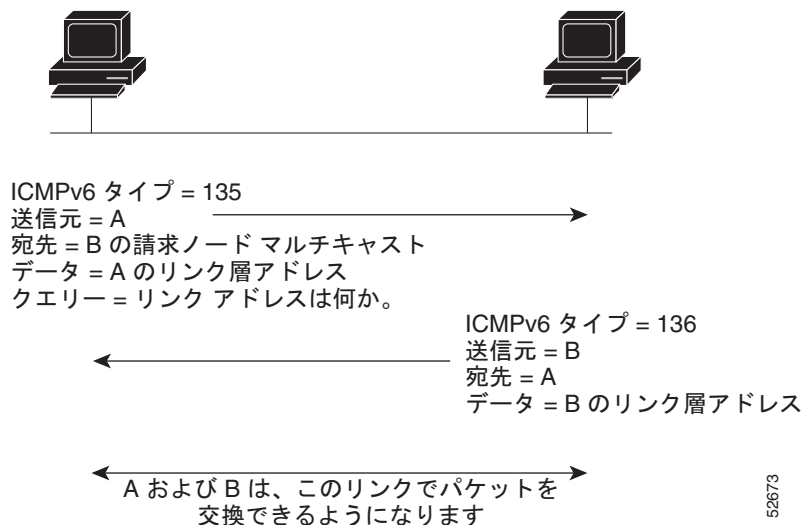 ICMPv6 タイプ = 135
送信元 = A
宛先 = B の請求ノード マルチキャスト
データ = A のリンク層アドレス
クエリー = リンク アドレスは何か。
ICMPv6 タイプ = 136
送信元 = B
宛先 = A
データ = B のリンク層アドレス
A および B は、このリンクでパケットを
交換できるようになります
52673